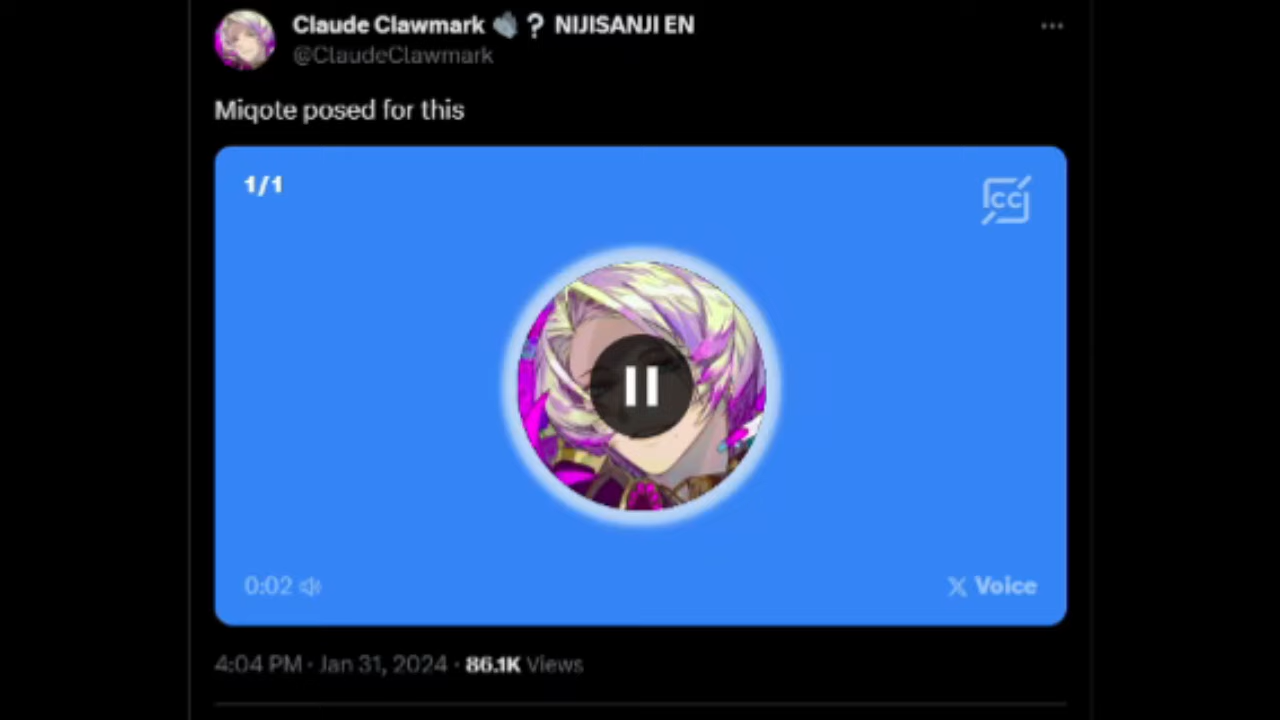 Claude Clawmark 🪨❔ NIJISANJI EN
@ClaudeClawmark
Miqote posed for this
1/1
CC
0:02
X Voice
4:04 PM · Jan 31, 2024 · 86.1K Views